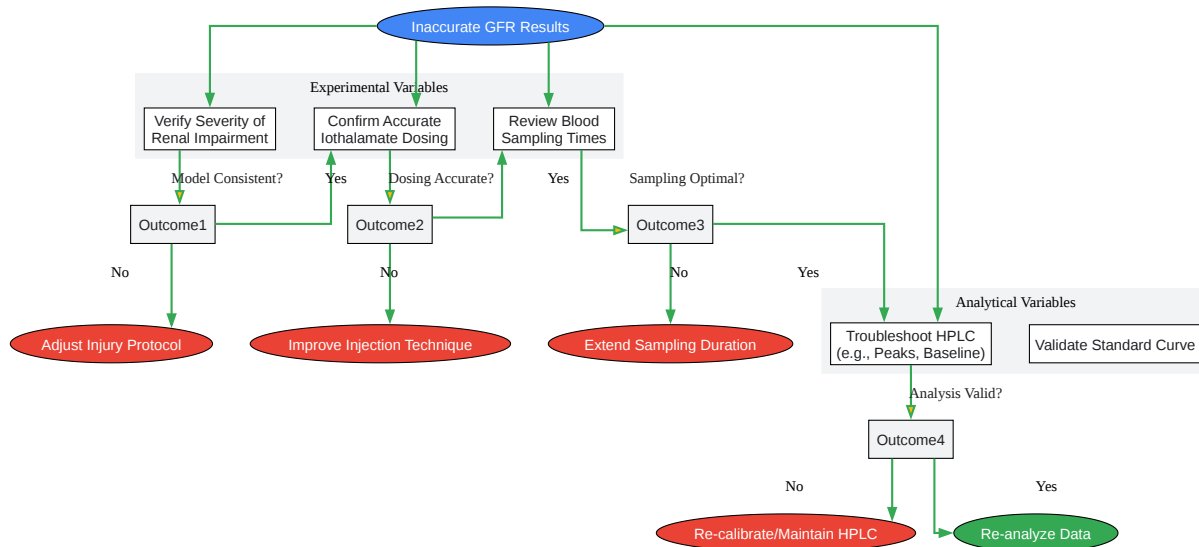 Inaccurate GFR Results
Experimental Variables
Verify Severity of
Renal Impairment
Confirm Accurate
Iothalamate Dosing
Review Blood
Sampling Times
Model Consistent?
Yes
Dosing Accurate?
Yes
Sampling Optimal?
Outcome1
Outcome2
Outcome3
No
No
No
Yes
Analytical Variables
Adjust Injury Protocol
Improve Injection Technique
Extend Sampling Duration
Troubleshoot HPLC
(e.g., Peaks, Baseline)
Validate Standard Curve
Analysis Valid?
Outcome4
No
Yes
Re-calibrate/Maintain HPLC
Re-analyze Data